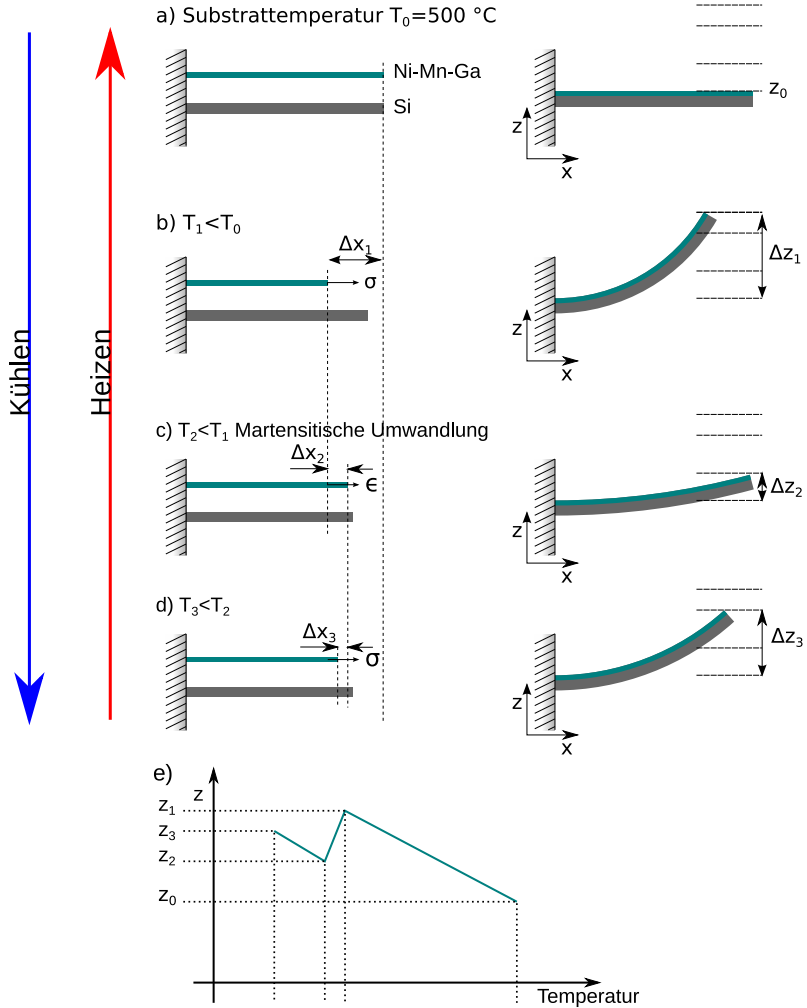 a) Substrattemperatur T₀=500 °C
Ni-Mn-Ga
Si
z₀
z
x
b) T₁<T₀
Δx₁
σ
Δz₁
z
x
Kühlen
Heizen
c) T₂<T₁ Martensitische Umwandlung
Δx₂
ϵ
Δz₂
z
x
d) T₃<T₂
Δx₃
σ
Δz₃
z
x
e)
z
z₁
z₃
z₂
z₀
Temperatur